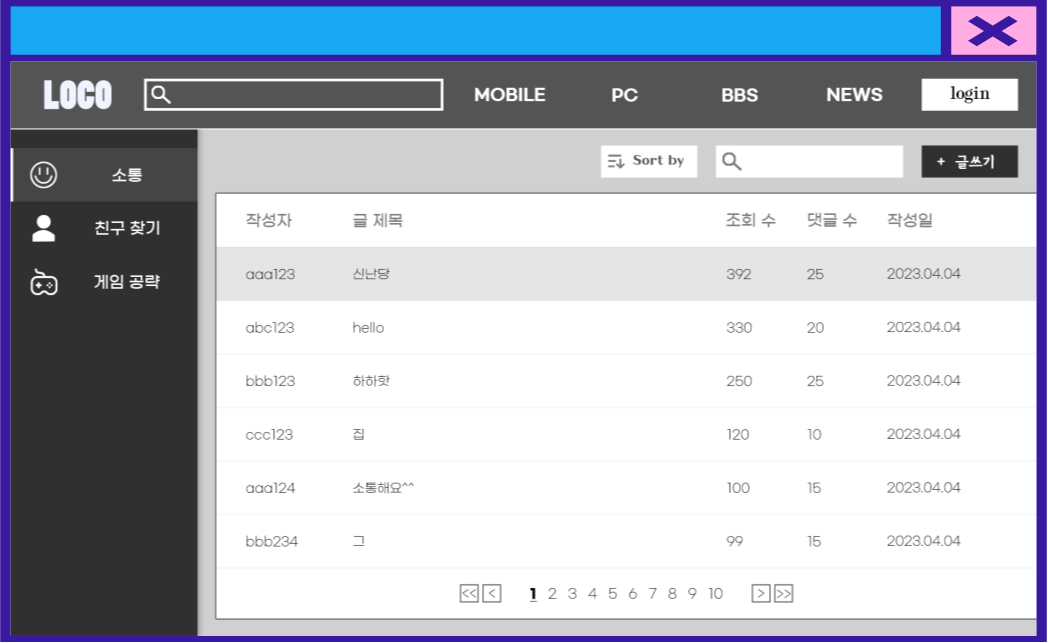 LOGO MOBILE PC BBS NEWS login
Sort by + 글쓰기
소통
친구 찾기
게임 공략
작성자 글 제목 조회 수 댓글 수 작성일
aaa123 신난당 392 25 2023.04.04
abc123 hello 330 20 2023.04.04
bbb123 하하핫 250 25 2023.04.04
ccc123 집 120 10 2023.04.04
aaa124 소통해요^^ 100 15 2023.04.04
bbb234 그 99 15 2023.04.04
<< < 1 2 3 4 5 6 7 8 9 10 > >>